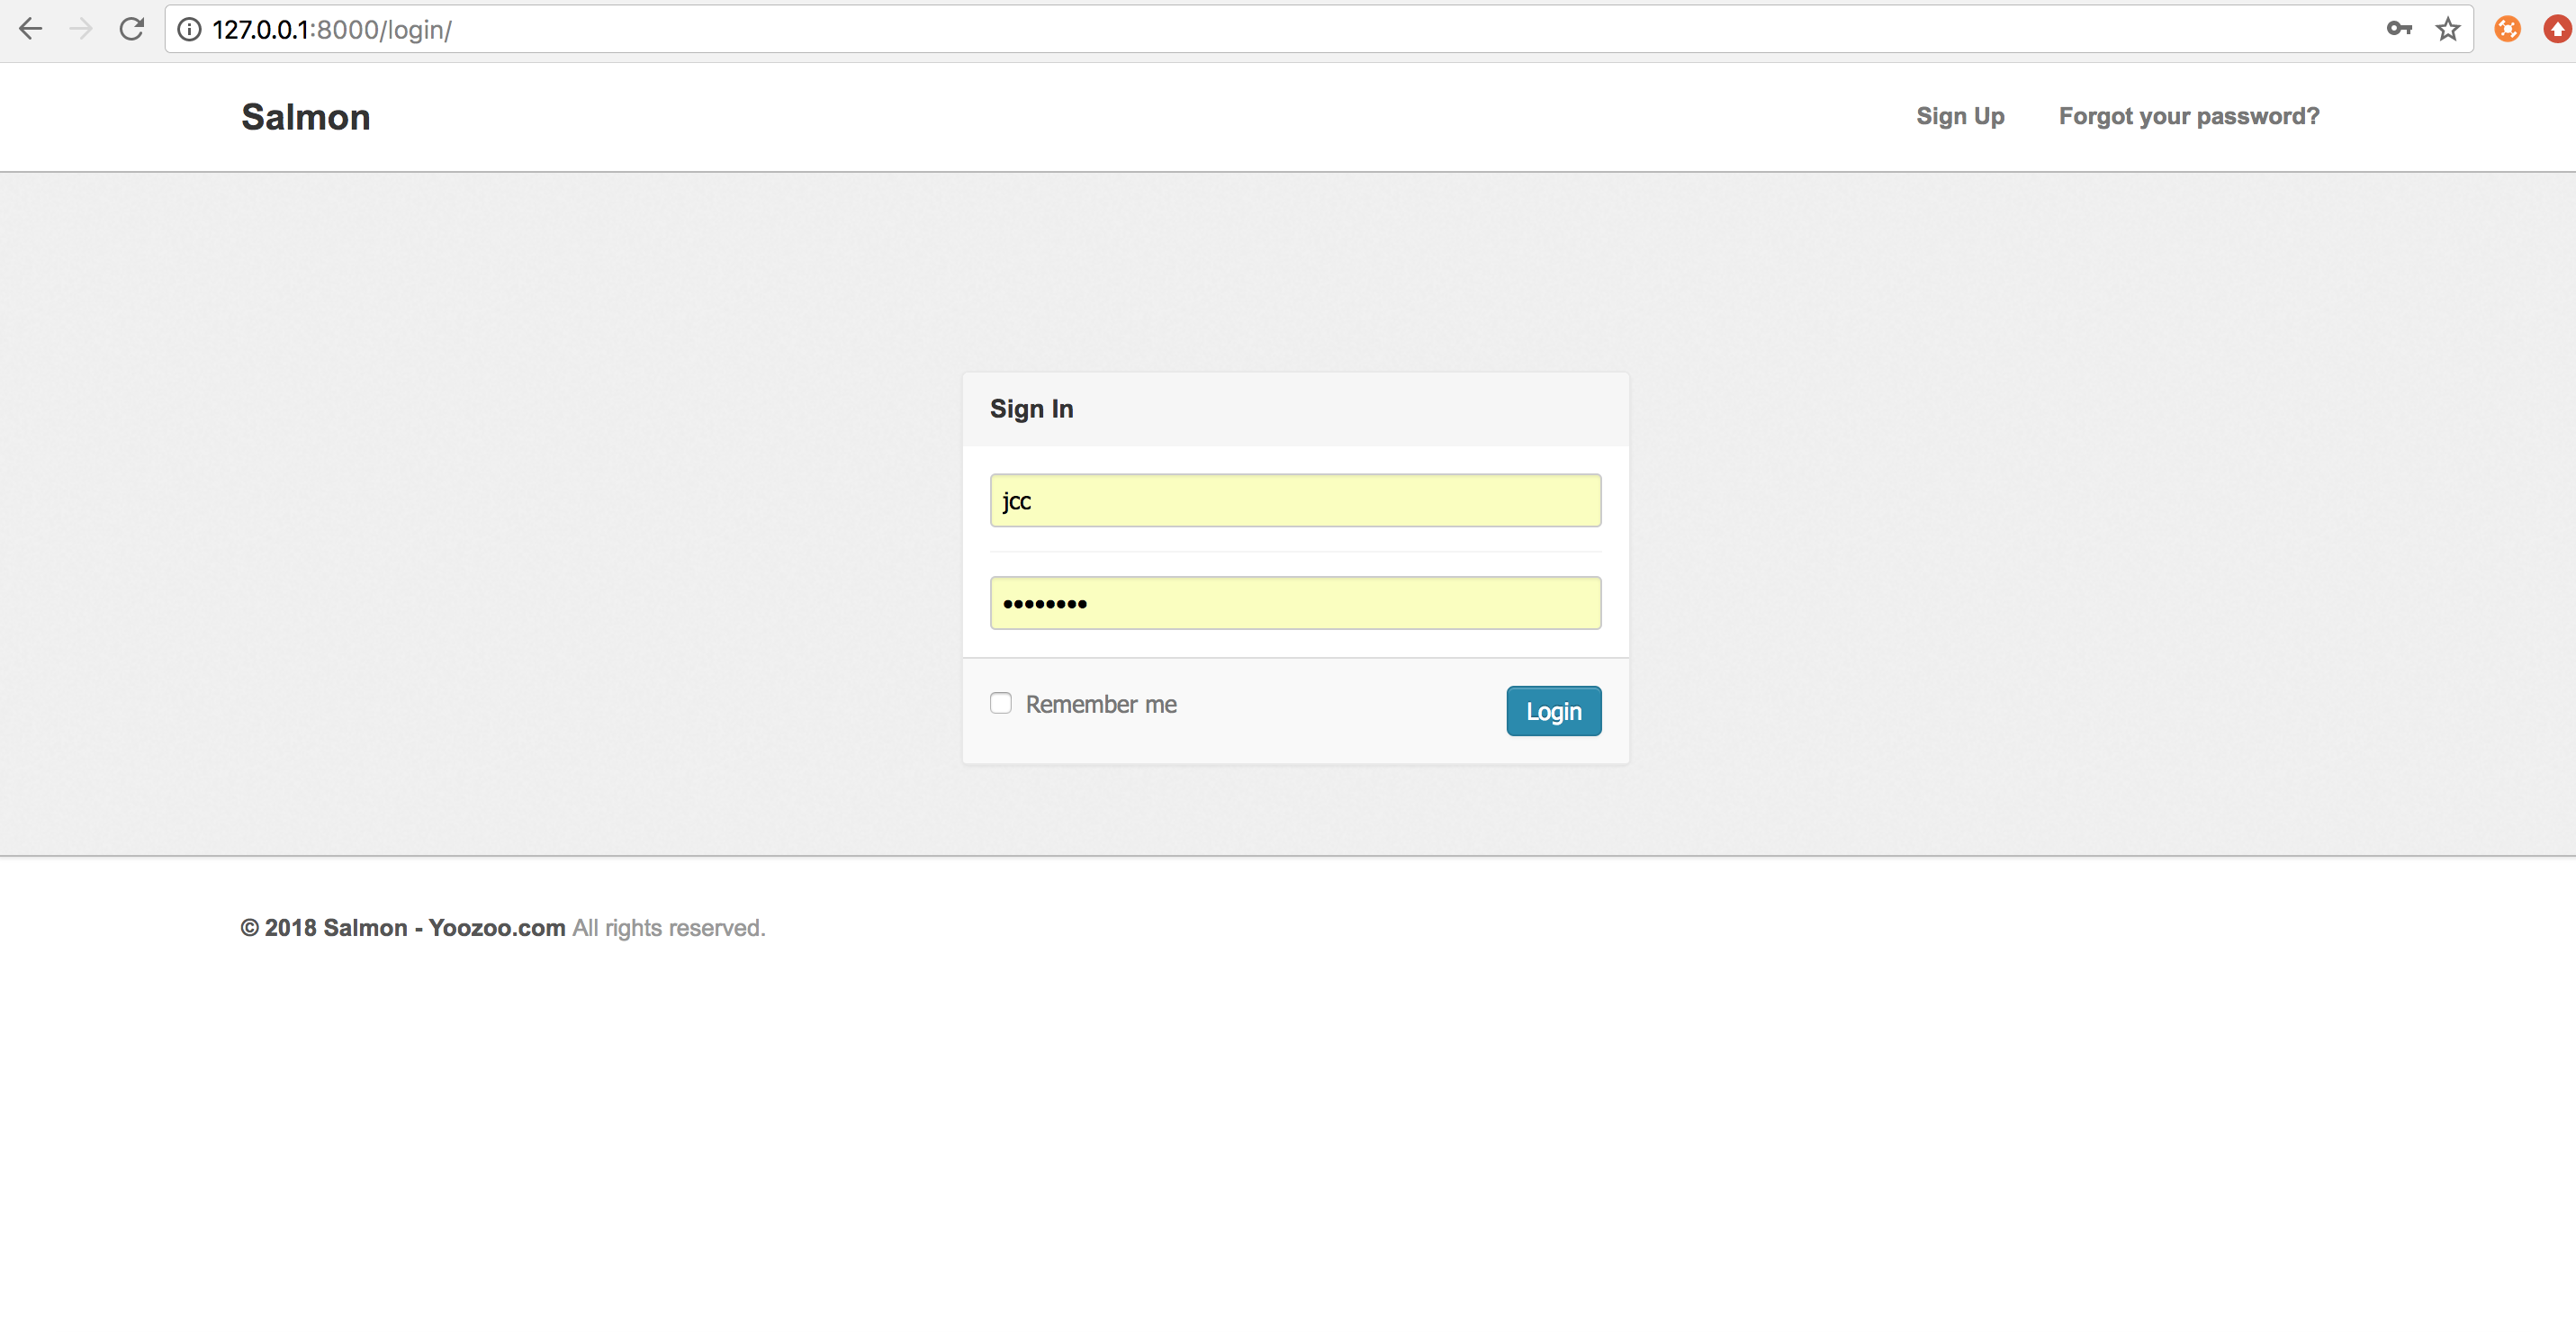 127.0.0.1:8000/login/
Salmon
Sign Up
Forgot your password?
Sign In
jcc
••••••••
Remember me
Login
© 2018 Salmon - Yoozoo.com All rights reserved.